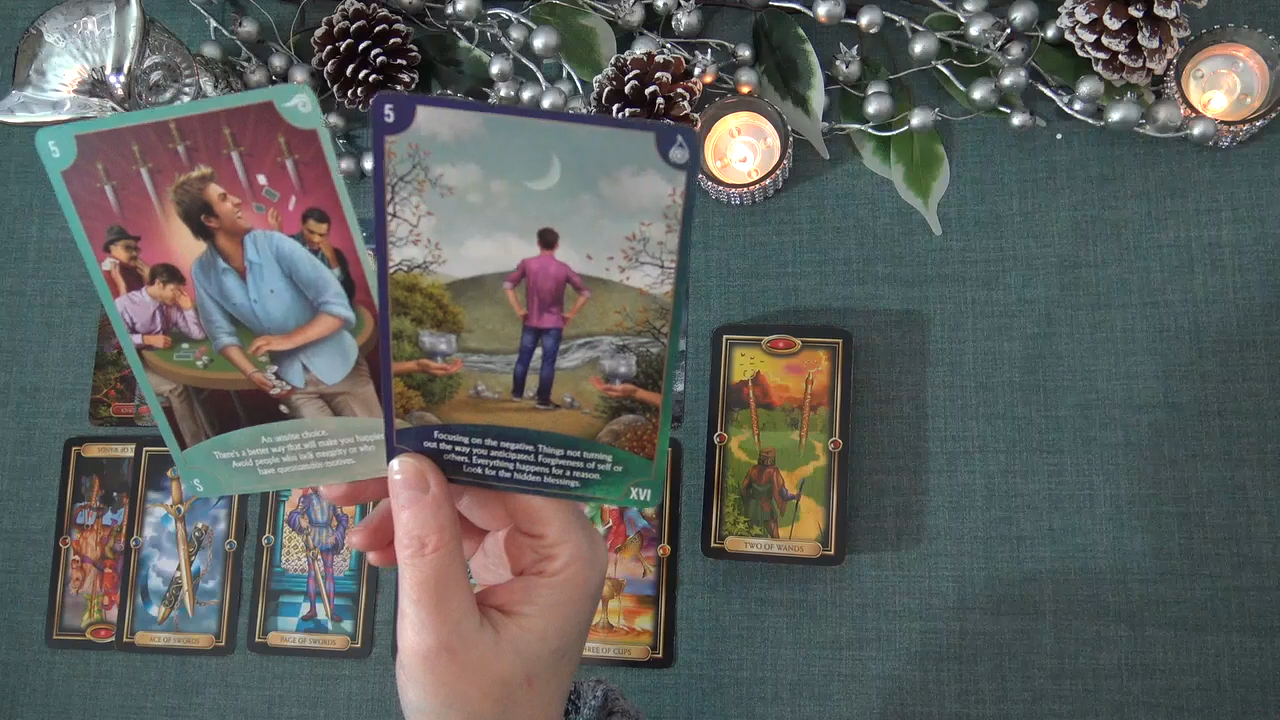 5
An unwise choice.
There's a better way that will make you happier.
Avoid people who lack integrity or who
have questionable motives.
S
5
Focusing on the negative. Things not turning
out the way you anticipated. Forgiveness of self or
others. Everything happens for a reason.
Look for the hidden blessings.
XVI
TWO OF WANDS
ACE OF SWORDS
PAGE OF SWORDS
THREE OF CUPS